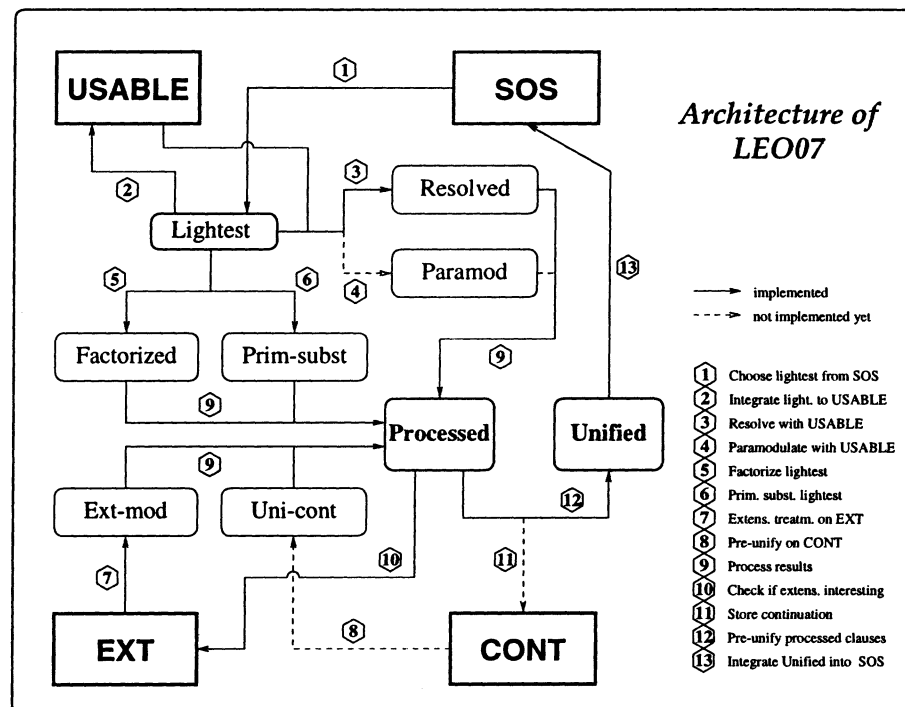 USABLE
1
SOS
Architecture of
LEO07
2
3
Resolved
Lightest
Paramod
4
5
6
13
implemented
not implemented yet
Factorized
Prim-subst
9
9
Processed
Unified
9
Ext-mod
Uni-cont
12
10
11
7
8
EXT
CONT
1 Choose lightest from SOS
2 Integrate light. to USABLE
3 Resolve with USABLE
4 Paramodulate with USABLE
5 Factorize lightest
6 Prim. subst. lightest
7 Extens. treatm. on EXT
8 Pre-unify on CONT
9 Process results
10 Check if extens. interesting
11 Store continuation
12 Pre-unify processed clauses
13 Integrate Unified into SOS